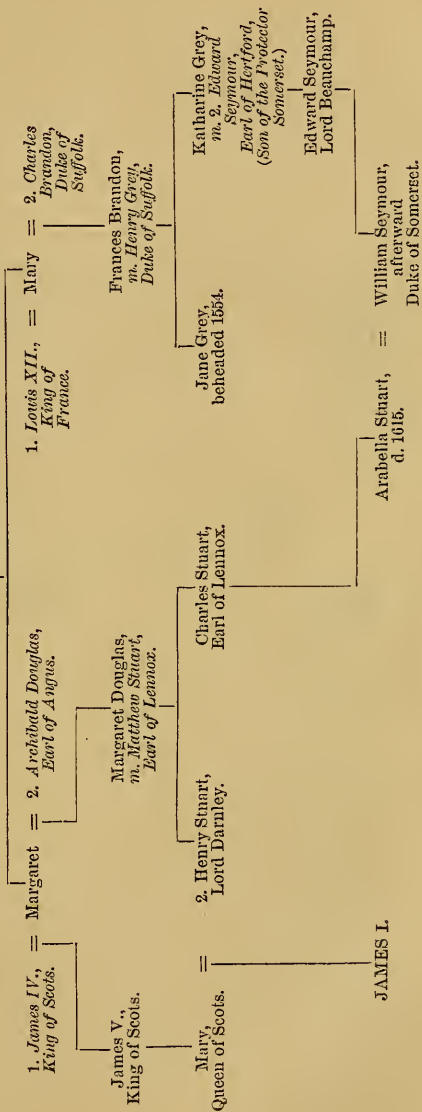 1. James IV.,
King of Scots.
= Margaret =
2. Archibald Douglas,
Earl of Angus.
1. Louis XII.,
King of
France.
= Mary =
2. Charles
Brandon,
Duke of
Suffolk.
James V.,
King of Scots.
Margaret Douglas,
m. Matthew Stuart,
Earl of Lennox.
Frances Brandon,
m. Henry Grey,
Duke of Suffolk.
Mary,
Queen of Scots.
=
2. Henry Stuart,
Lord Darnley.
Charles Stuart,
Earl of Lennox.
Jane Grey,
beheaded 1554.
Katharine Grey,
m. 2. Edward
Seymour,
Earl of Hertford,
(Son of the Protector
Somerset.)
Edward Seymour,
Lord Beauchamp.
JAMES I.
Arabella Stuart,
d. 1615.
=
William Seymour,
afterward
Duke of Somerset.